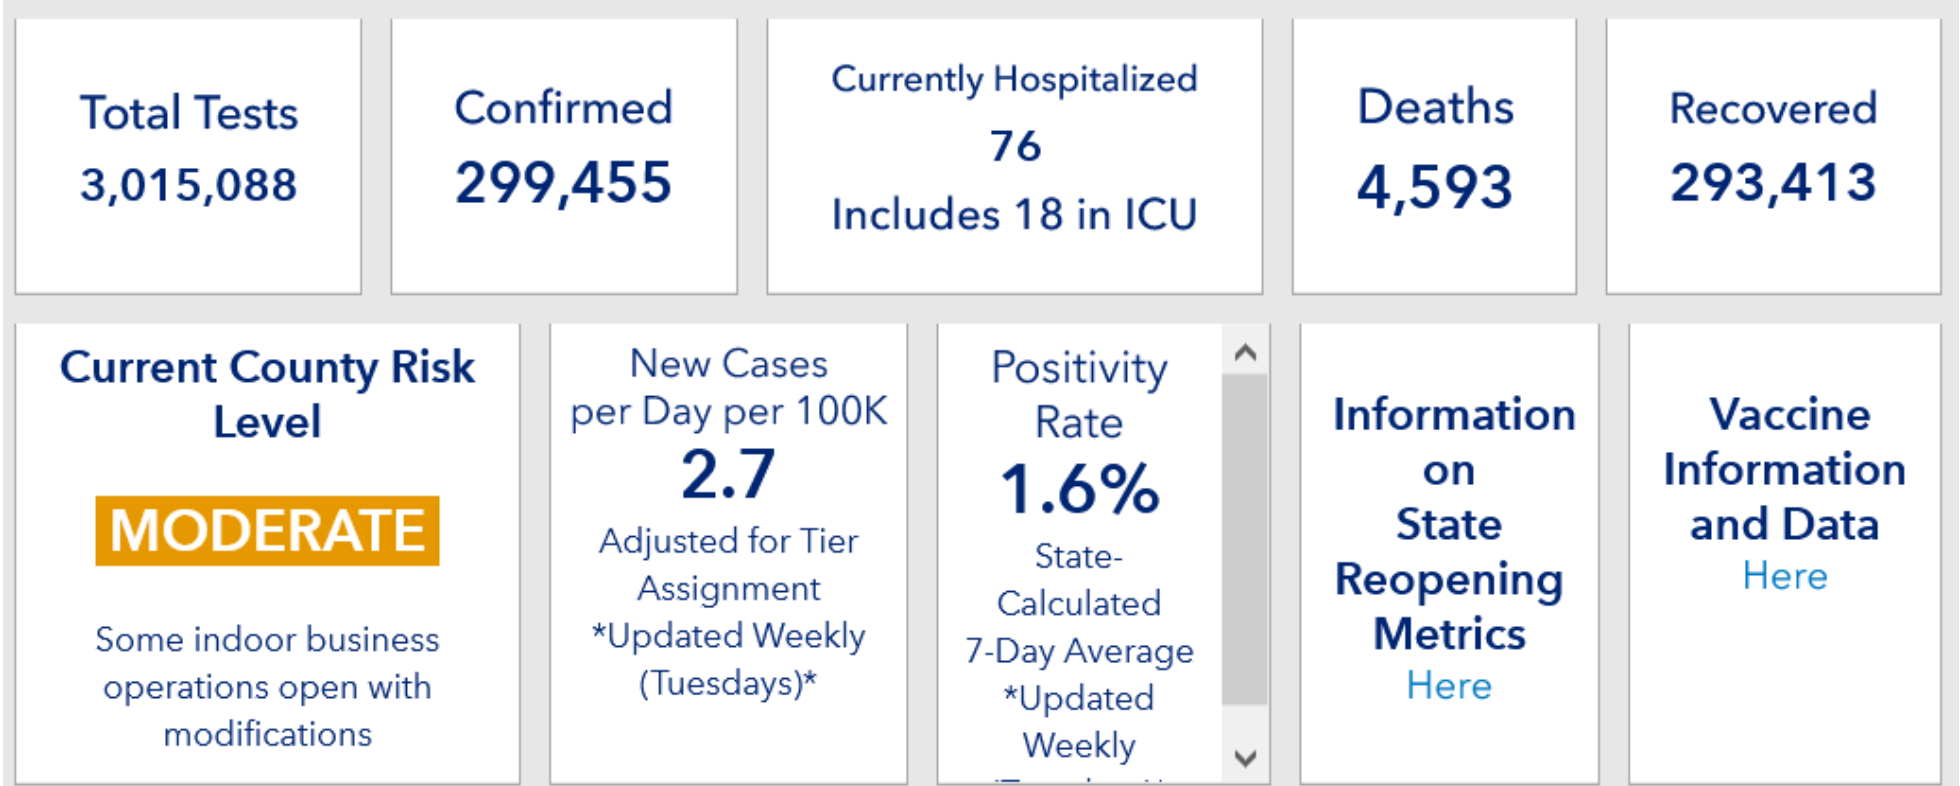 Total Tests
3,015,088
Confirmed
299,455
Currently Hospitalized
76
Includes 18 in ICU
Deaths
4,593
Recovered
293,413
Current County Risk
Level
MODERATE
Some indoor business
operations open with
modifications
New Cases
per Day per 100K
2.7
Adjusted for Tier
Assignment
*Updated Weekly
(Tuesdays)*
Positivity
Rate
1.6%
State-
Calculated
7-Day Average
*Updated
Weekly
Information
on
State
Reopening
Metrics
Here
Vaccine
Information
and Data
Here